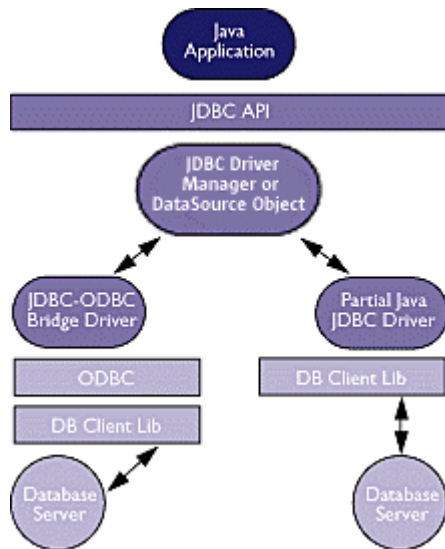 Java
Application
JDBC API
JDBC Driver
Manager or
DataSource Object
JDBC-ODBC
Bridge Driver
Partial Java
JDBC Driver
ODBC
DB Client Lib
DB Client Lib
Database
Server
Database
Server